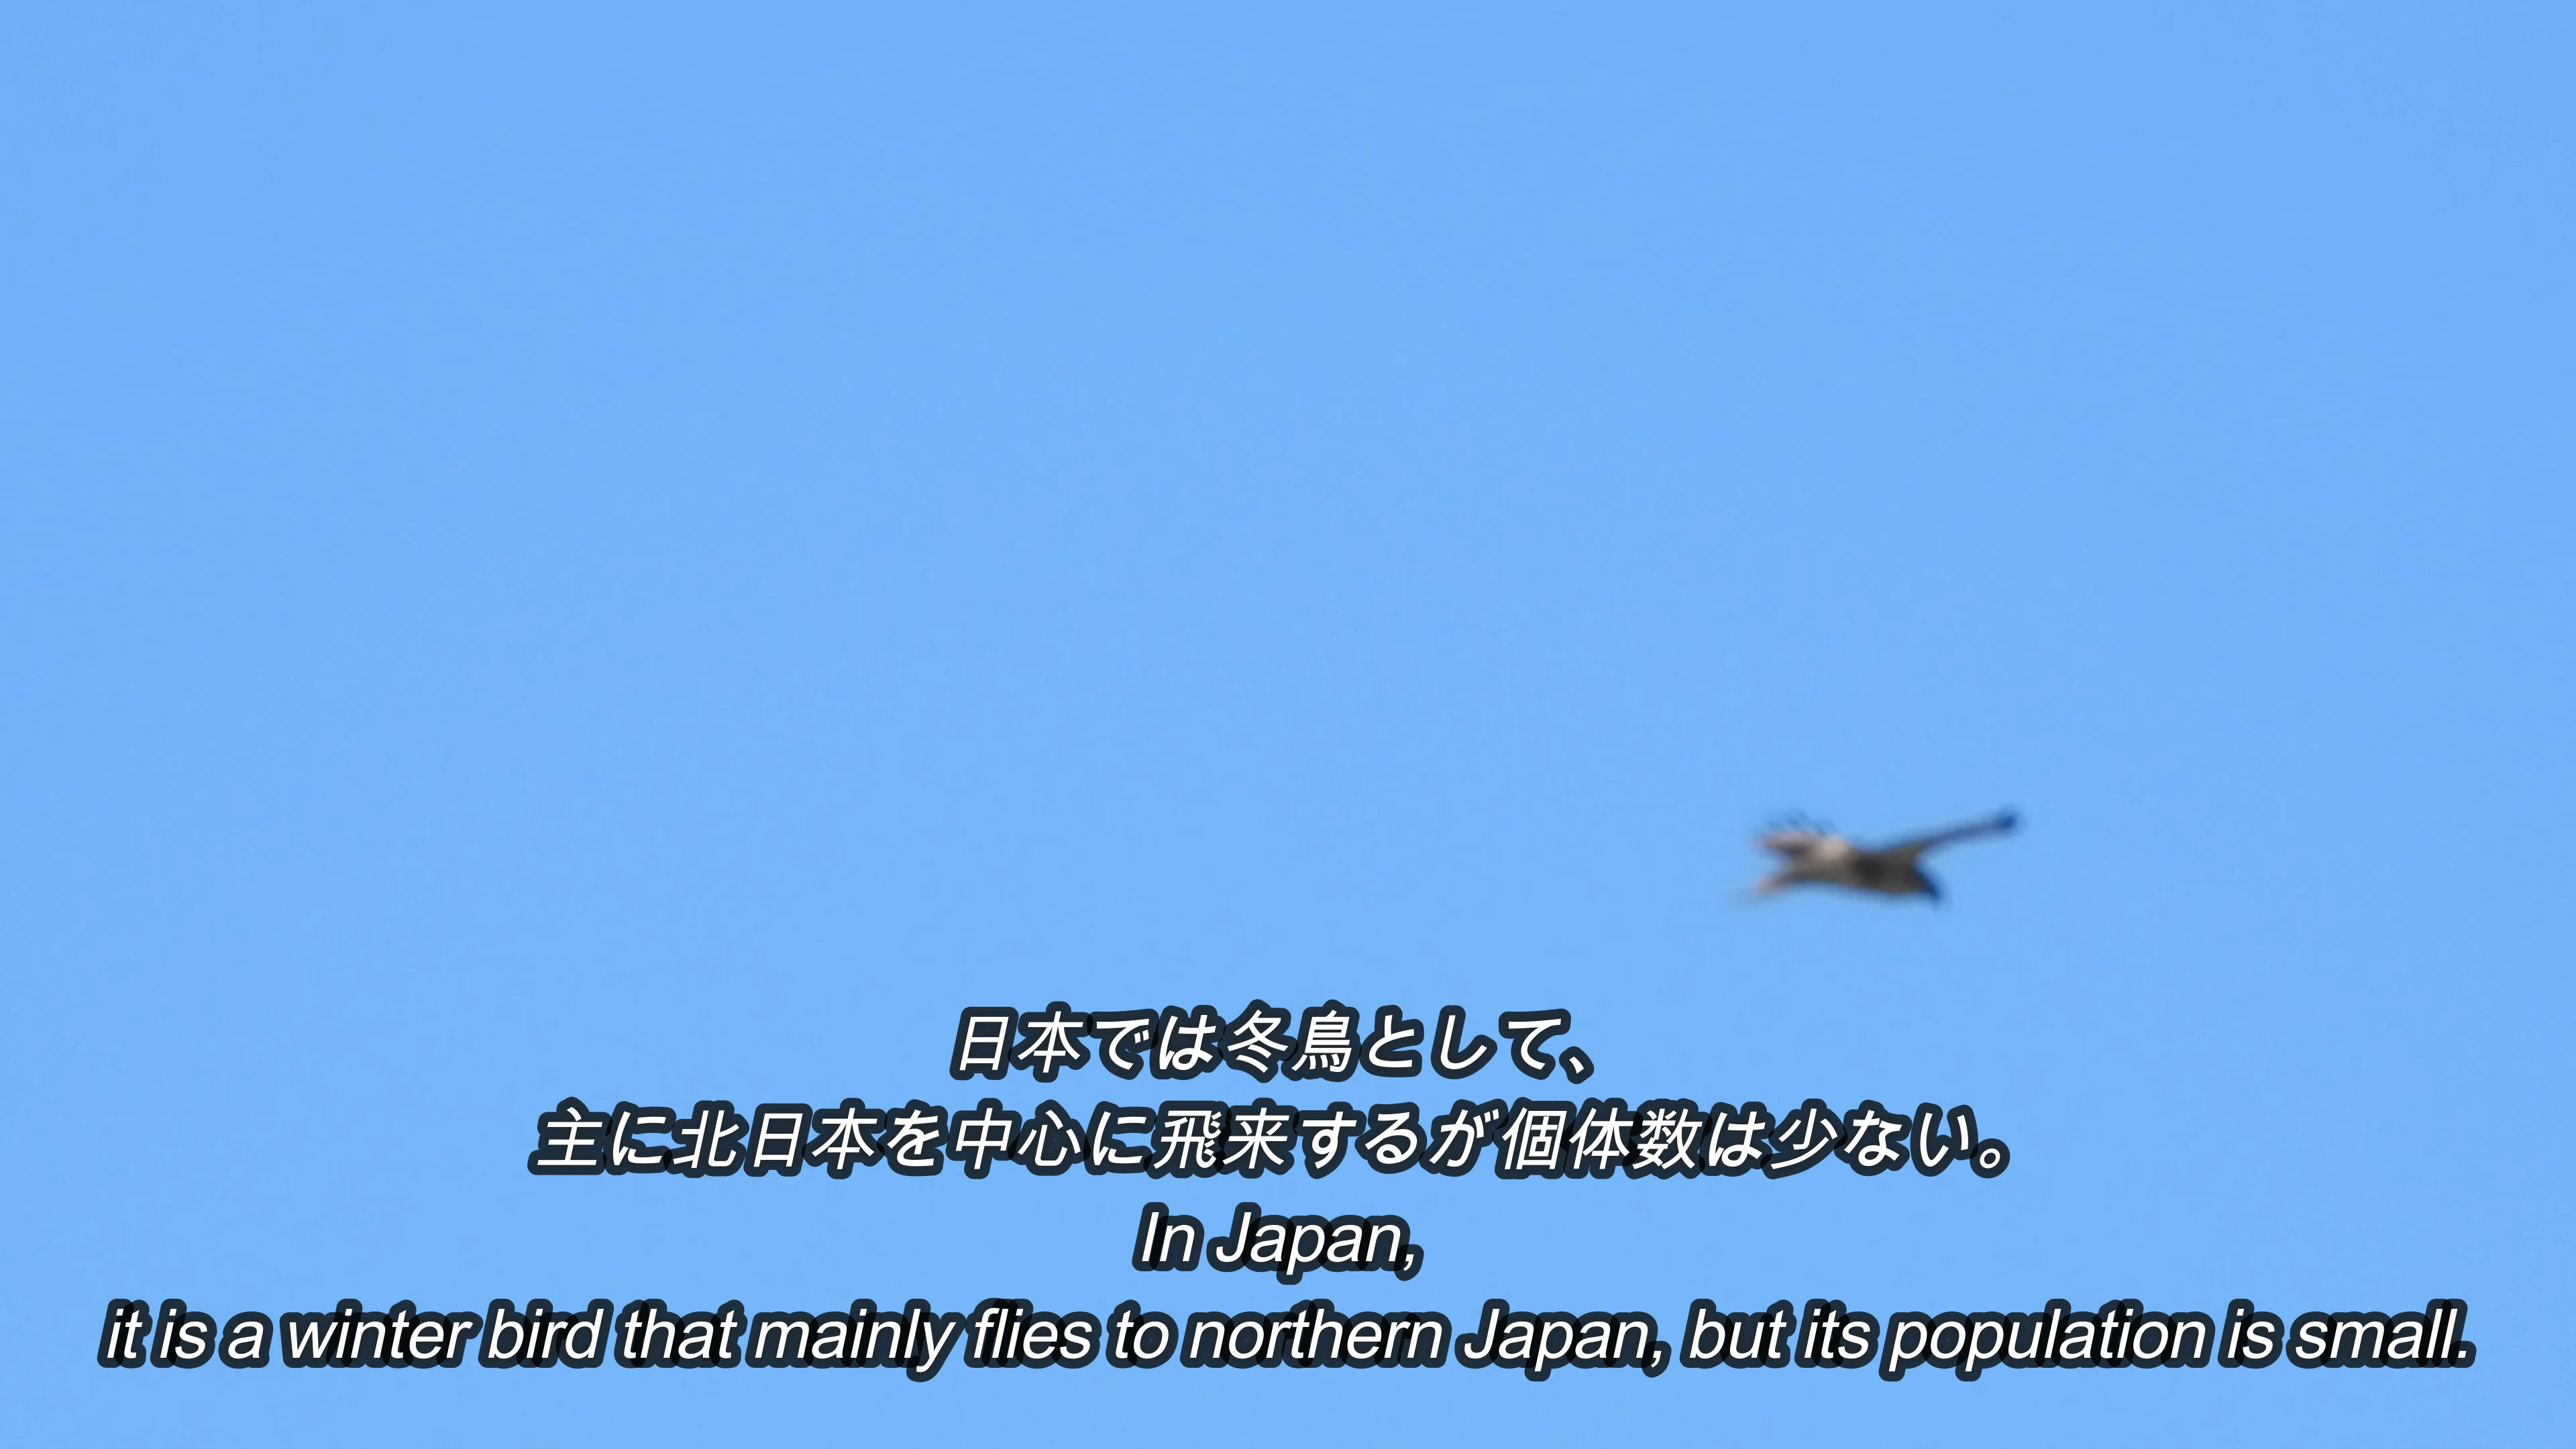 日本では冬鳥として、
主に北日本を中心に飛来するが個体数は少ない。
In Japan,
it is a winter bird that mainly flies to northern Japan, but its population is small.